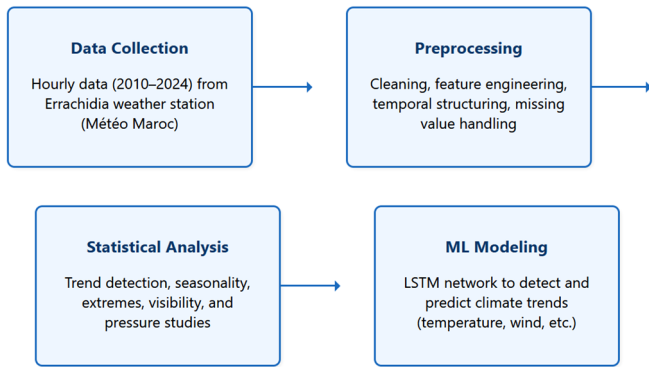 Data Collection
Hourly data (2010–2024) from
Errachidia weather station
(Météo Maroc)
Preprocessing
Cleaning, feature engineering,
temporal structuring, missing
value handling
Statistical Analysis
Trend detection, seasonality,
extremes, visibility, and
pressure studies
ML Modeling
LSTM network to detect and
predict climate trends
(temperature, wind, etc.)